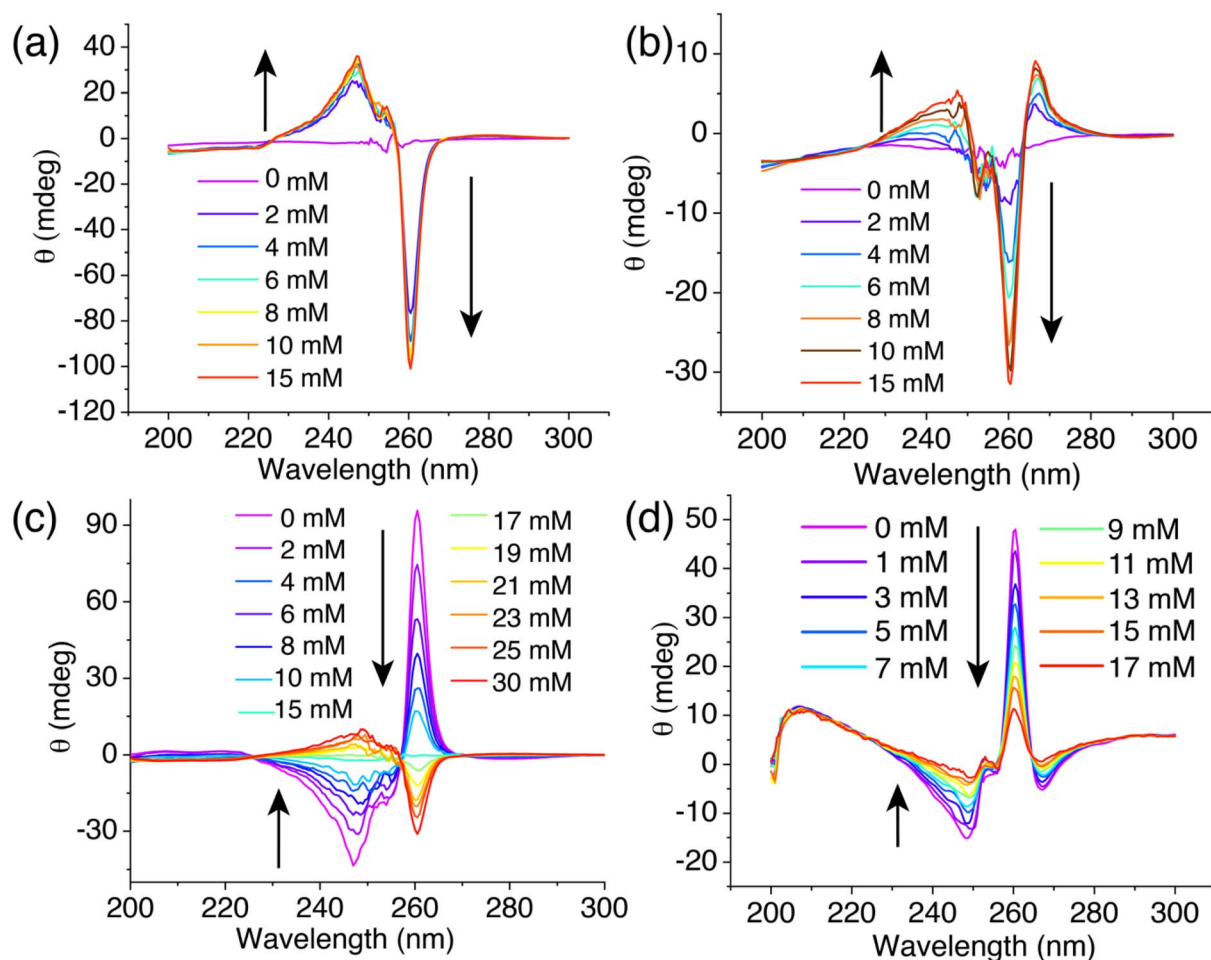 (a)
40
20
0
-20
-40
-60
-80
-100
-120
θ (mdeg)
0 mM
2 mM
4 mM
6 mM
8 mM
10 mM
15 mM
200 220 240 260 280 300
Wavelength (nm)
(b)
10
0
-10
-20
-30
θ (mdeg)
0 mM
2 mM
4 mM
6 mM
8 mM
10 mM
15 mM
200 220 240 260 280 300
Wavelength (nm)
(c)
90
60
30
0
-30
θ (mdeg)
0 mM
2 mM
4 mM
6 mM
8 mM
10 mM
15 mM
17 mM
19 mM
21 mM
23 mM
25 mM
30 mM
200 220 240 260 280 300
Wavelength (nm)
(d)
50
40
30
20
10
0
-10
-20
θ (mdeg)
0 mM
1 mM
3 mM
5 mM
7 mM
9 mM
11 mM
13 mM
15 mM
17 mM
200 220 240 260 280 300
Wavelength (nm)